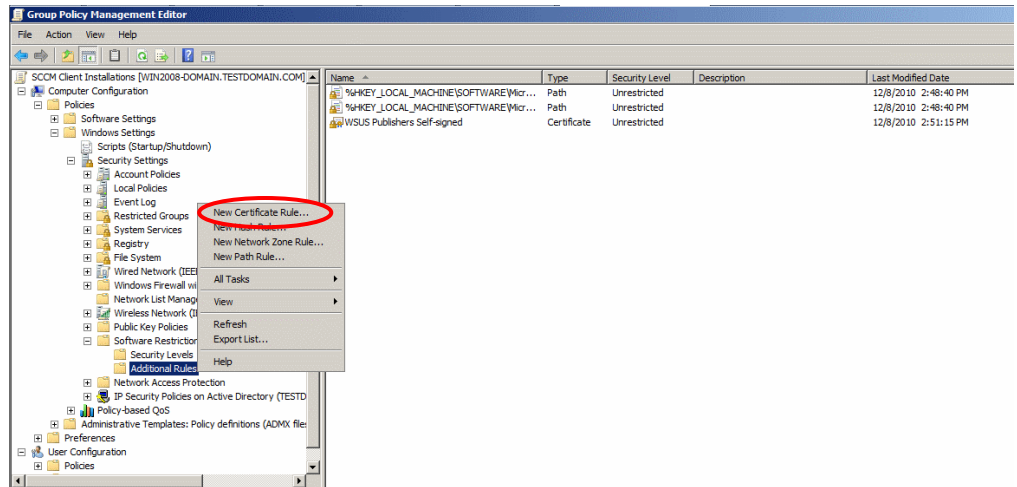 Group Policy Management Editor
File Action View Help
SCCM Client Installations [WIN2008-DOMAIN.TESTDOMAIN.COM]
Computer Configuration
Policies
Software Settings
Windows Settings
Scripts (Startup/Shutdown)
Security Settings
Account Policies
Local Policies
Event Log
Restricted Groups
System Services
Registry
File System
Wired Network (IEE
Windows Firewall wi
Network List Manag
Wireless Network (I
Public Key Policies
Software Restriction
Security Levels
Additional Rules
Network Access Protection
IP Security Policies on Active Directory (TESTD
Policy-based QoS
Administrative Templates: Policy definitions (ADMX file
Preferences
User Configuration
Policies
New Certificate Rule...
New Hash Rule...
New Network Zone Rule...
New Path Rule...
All Tasks
View
Refresh
Export List...
Help
Name Type Security Level Description Last Modified Date
%HKEY_LOCAL_MACHINE\SOFTWARE\Micr... Path Unrestricted 12/8/2010 2:48:40 PM
%HKEY_LOCAL_MACHINE\SOFTWARE\Micr... Path Unrestricted 12/8/2010 2:48:40 PM
WSUS Publishers Self-signed Certificate Unrestricted 12/8/2010 2:51:15 PM